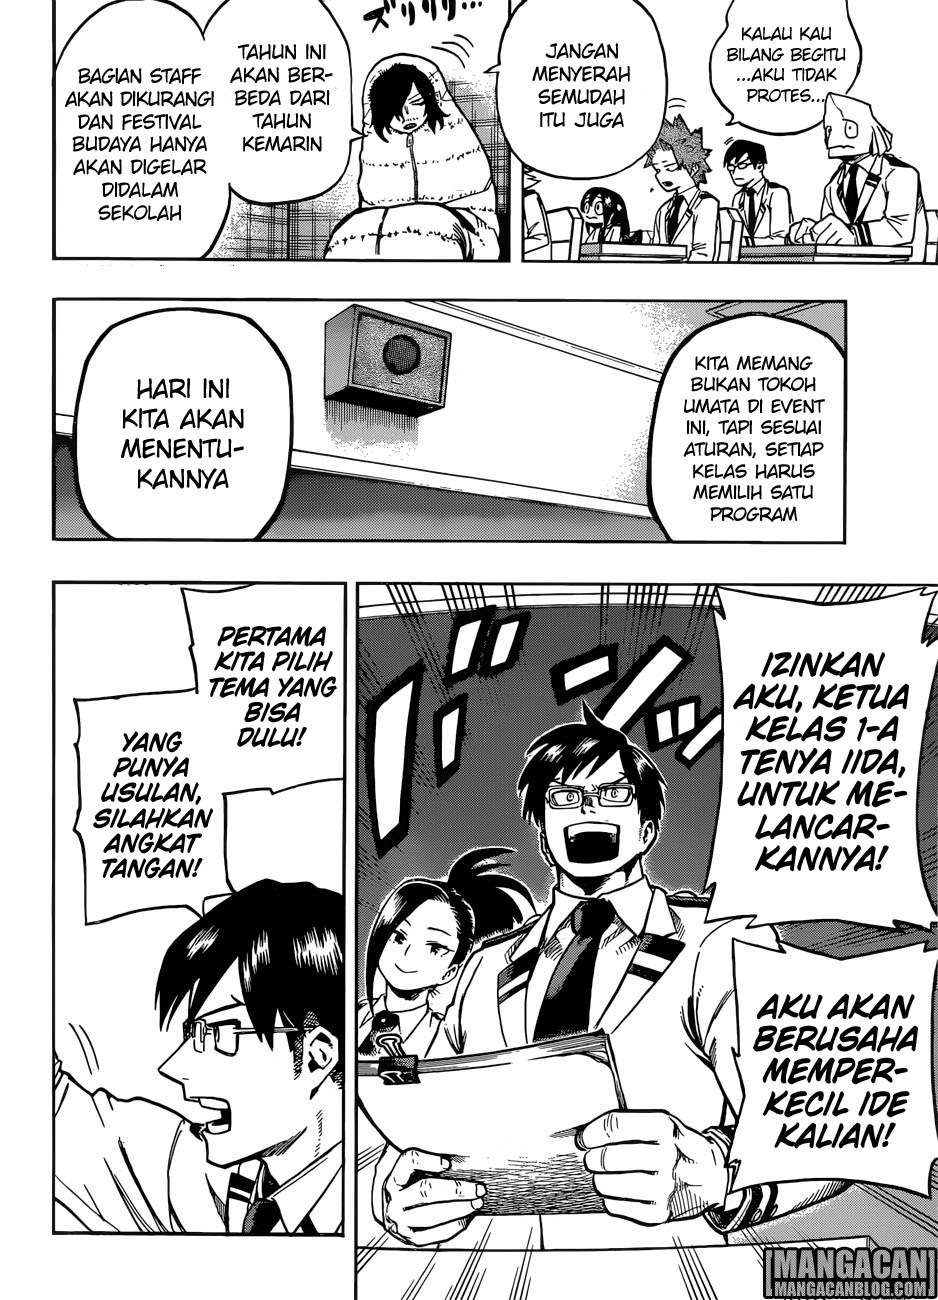 KALAU KAU
BILANG BEGITU
...AKU TIDAK
PROTES...
JANGAN
MENYERAH
SEMUDAH
ITU JUGA
ズリリリ...
TAHUN INI
AKAN BER-
BEDA DARI
TAHUN
KEMARIN
BAGIAN STAFF
AKAN DIKURANGI
DAN FESTIVAL
BUDAYA HANYA
AKAN DIGELAR
DIDALAM
SEKOLAH
KITA MEMANG
BUKAN TOKOH
UMATA DI EVENT
INI, TAPI SESUAI
ATURAN, SETIAP
KELAS HARUS
MEMILIH SATU
PROGRAM
HARI INI
KITA AKAN
MENENTU-
KANNYA
IZINKAN
AKU, KETUA
KELAS 1-A
TENYA IIDA,
UNTUK ME-
LANCAR-
KANNYA!
AKU AKAN
BERUSAHA
MEMPER-
KECIL IDE
KALIAN!
PERTAMA
KITA PILIH
TEMA YANG
BISA
DULU!
YANG
PUNYA
USULAN,
SILAHKAN
ANGKAT
TANGAN!
[MANGACAN]
MANGACANBLOG.COM